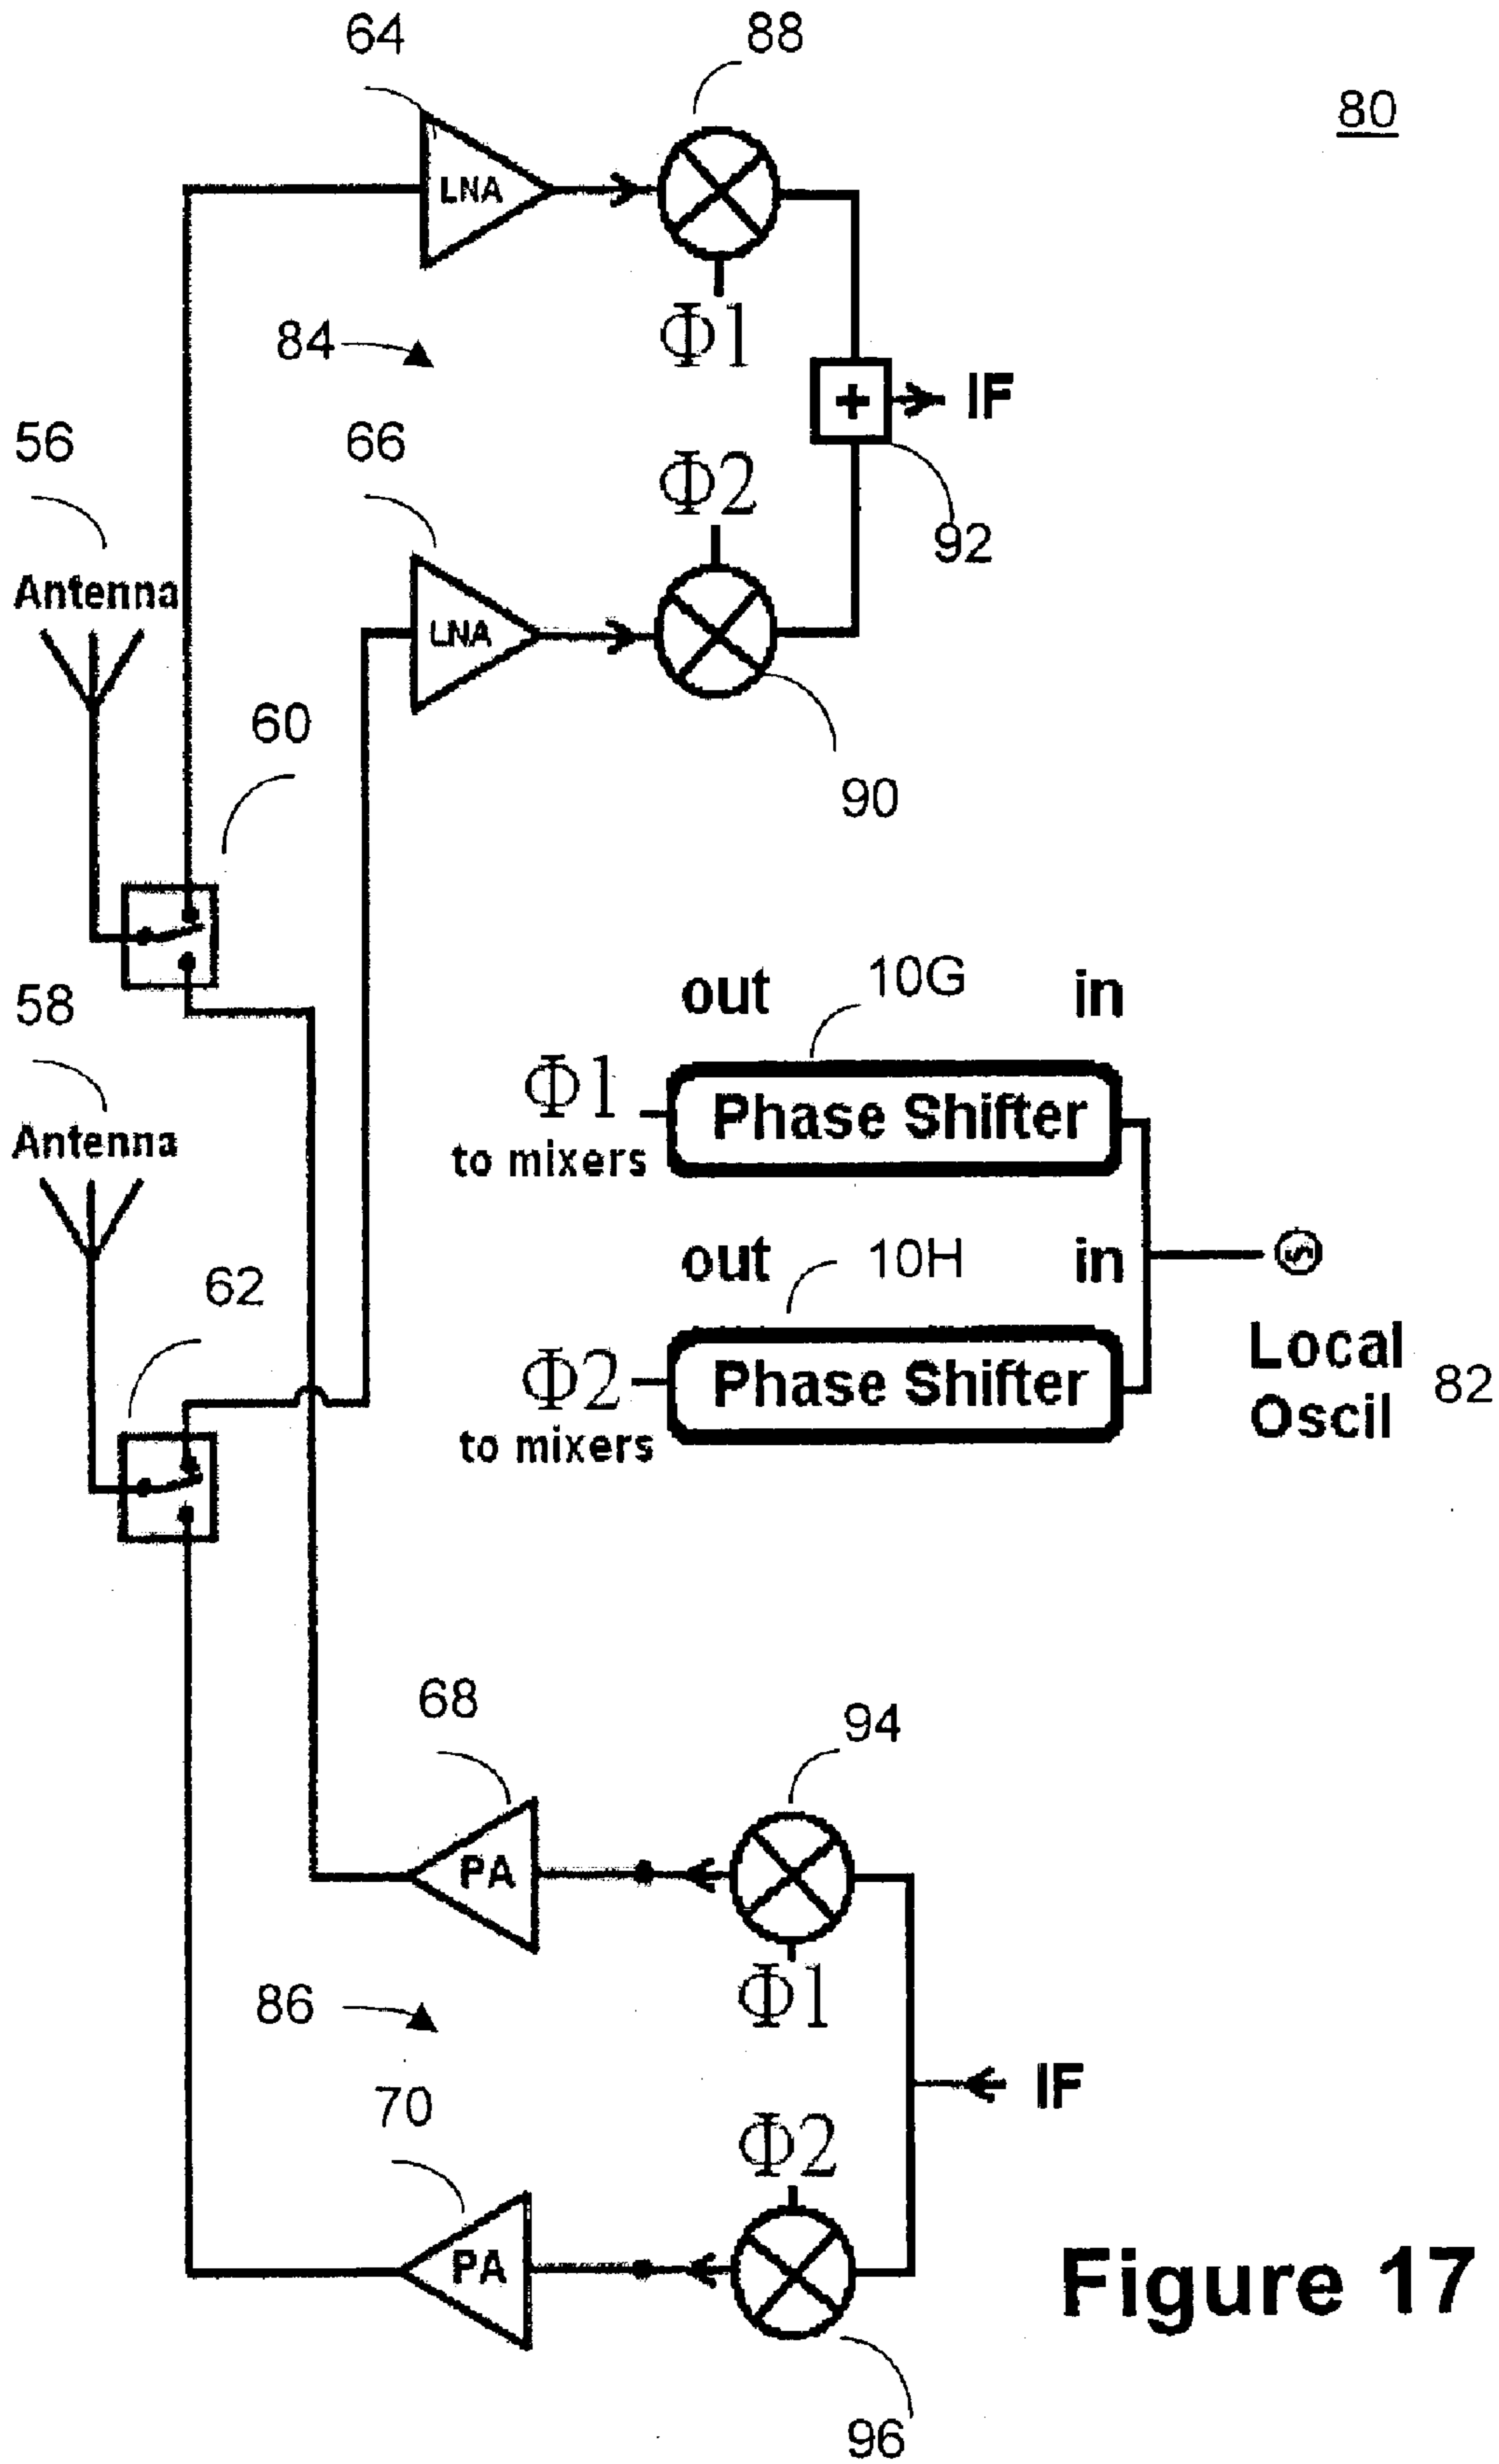 64
88
80
LNA
Φ1
84
+
IF
56
66
Φ2
92
Antenna
LNA
60
90
58
out
10G
in
Φ1
Phase Shifter
to mixers
Antenna
out
10H
in
62
Local
Φ2
Phase Shifter
82
to mixers
Oscil
68
94
PA
Φ1
86
IF
70
Φ2
PA
Figure 17
96